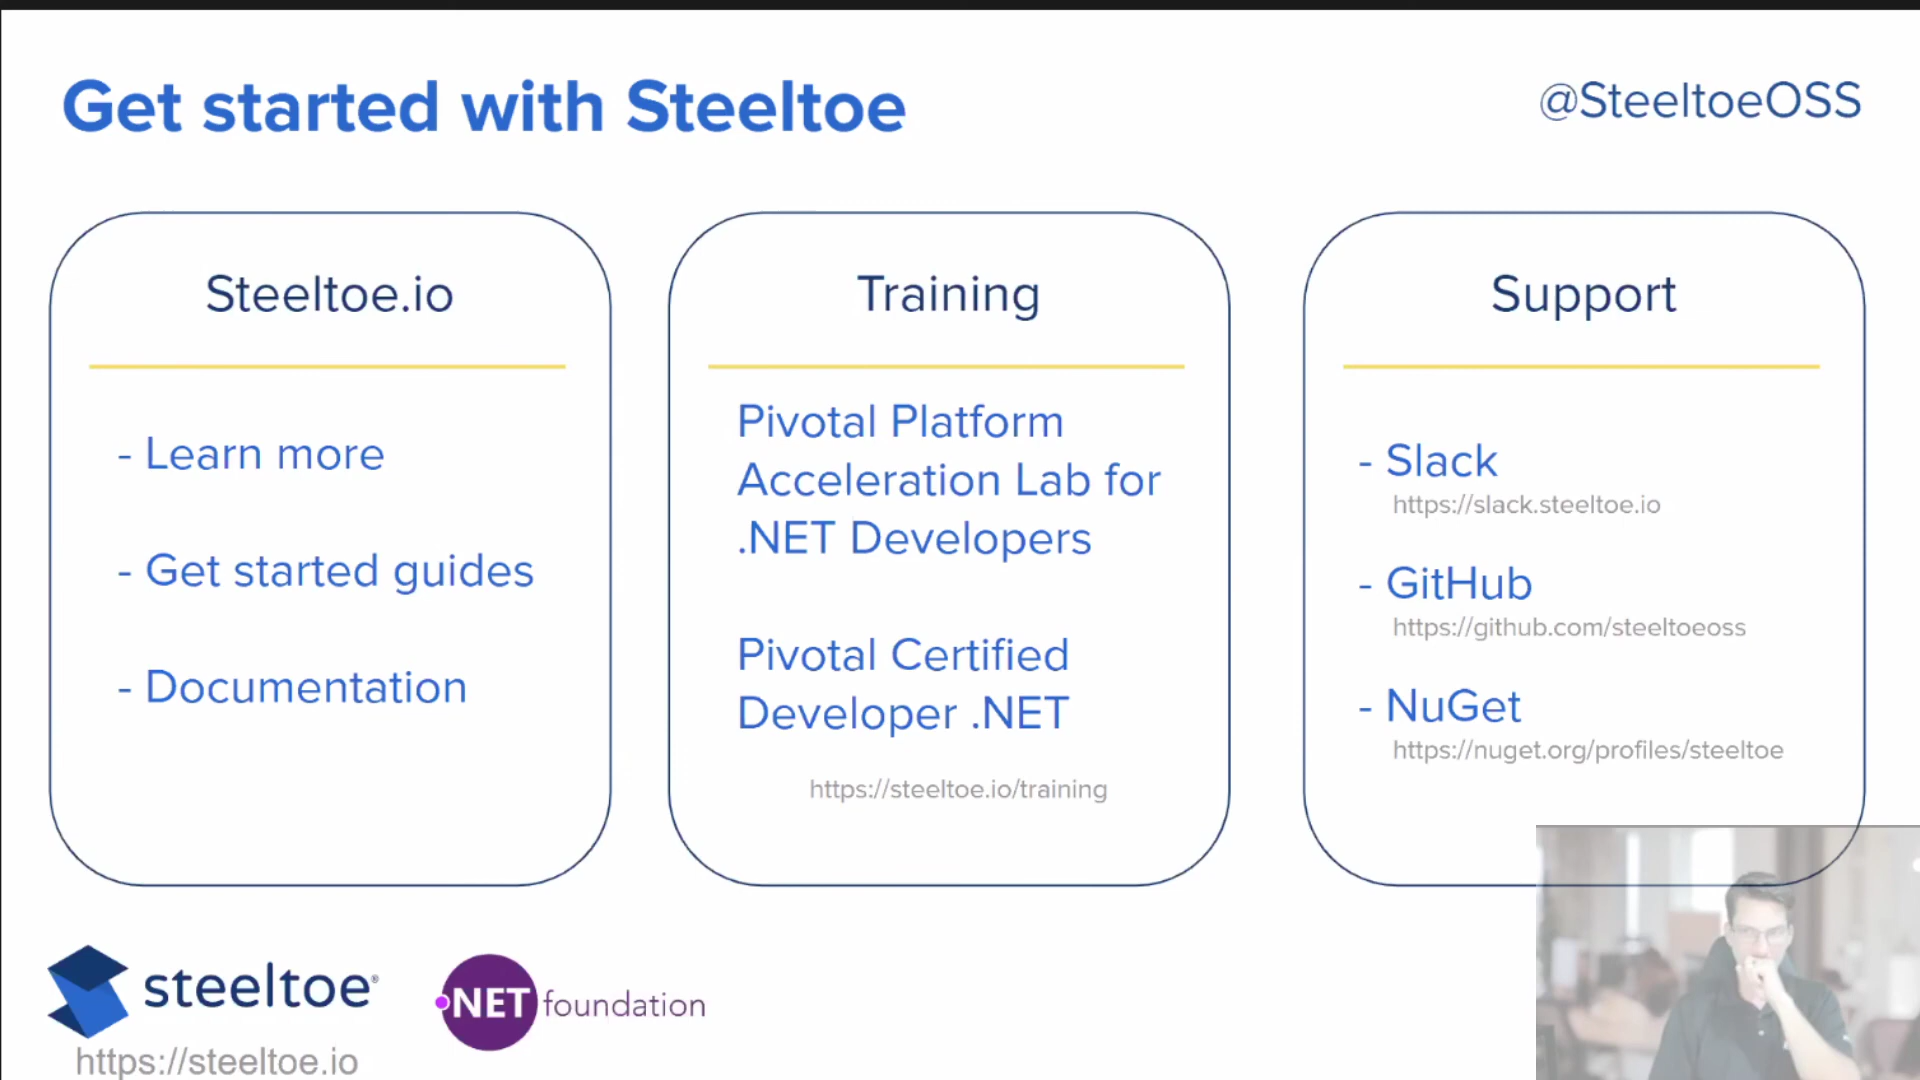 Get started with Steeltoe
@SteeltoeOSS
Steeltoe.io
- Learn more
- Get started guides
- Documentation
Training
Pivotal Platform
Acceleration Lab for
.NET Developers
Pivotal Certified
Developer .NET
https://steeltoe.io/training
Support
- Slack
https://slack.steeltoe.io
- GitHub
https://github.com/steeltoeoss
- NuGet
https://nuget.org/profiles/steeltoe
steeltoe®
https://steeltoe.io
.NET foundation